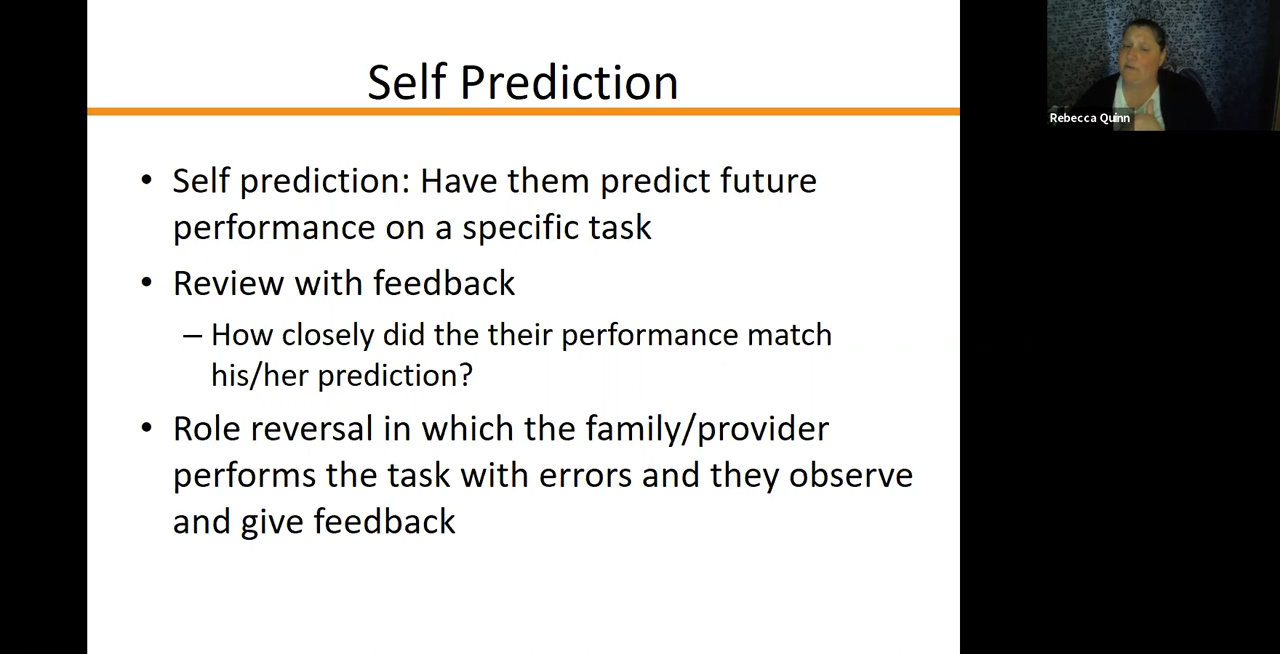 Self Prediction
• Self prediction: Have them predict future
performance on a specific task
• Review with feedback
– How closely did the their performance match
his/her prediction?
• Role reversal in which the family/provider
performs the task with errors and they observe
and give feedback
Rebecca Quinn